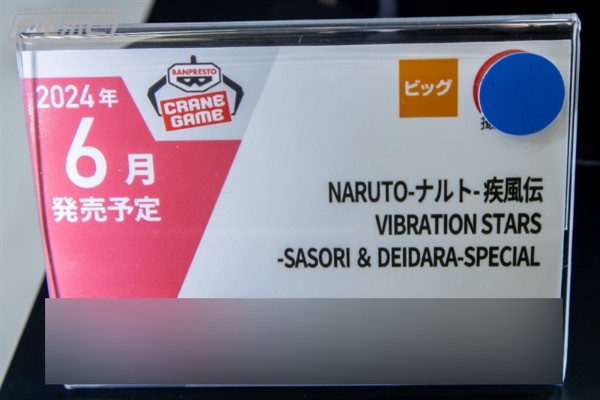 2024年
6月
発売予定
BANPRESTO
CRANE
GAME
ビッグ
NARUTO-ナルト- 疾風伝
VIBRATION STARS
-SASORI & DEIDARA-SPECIAL